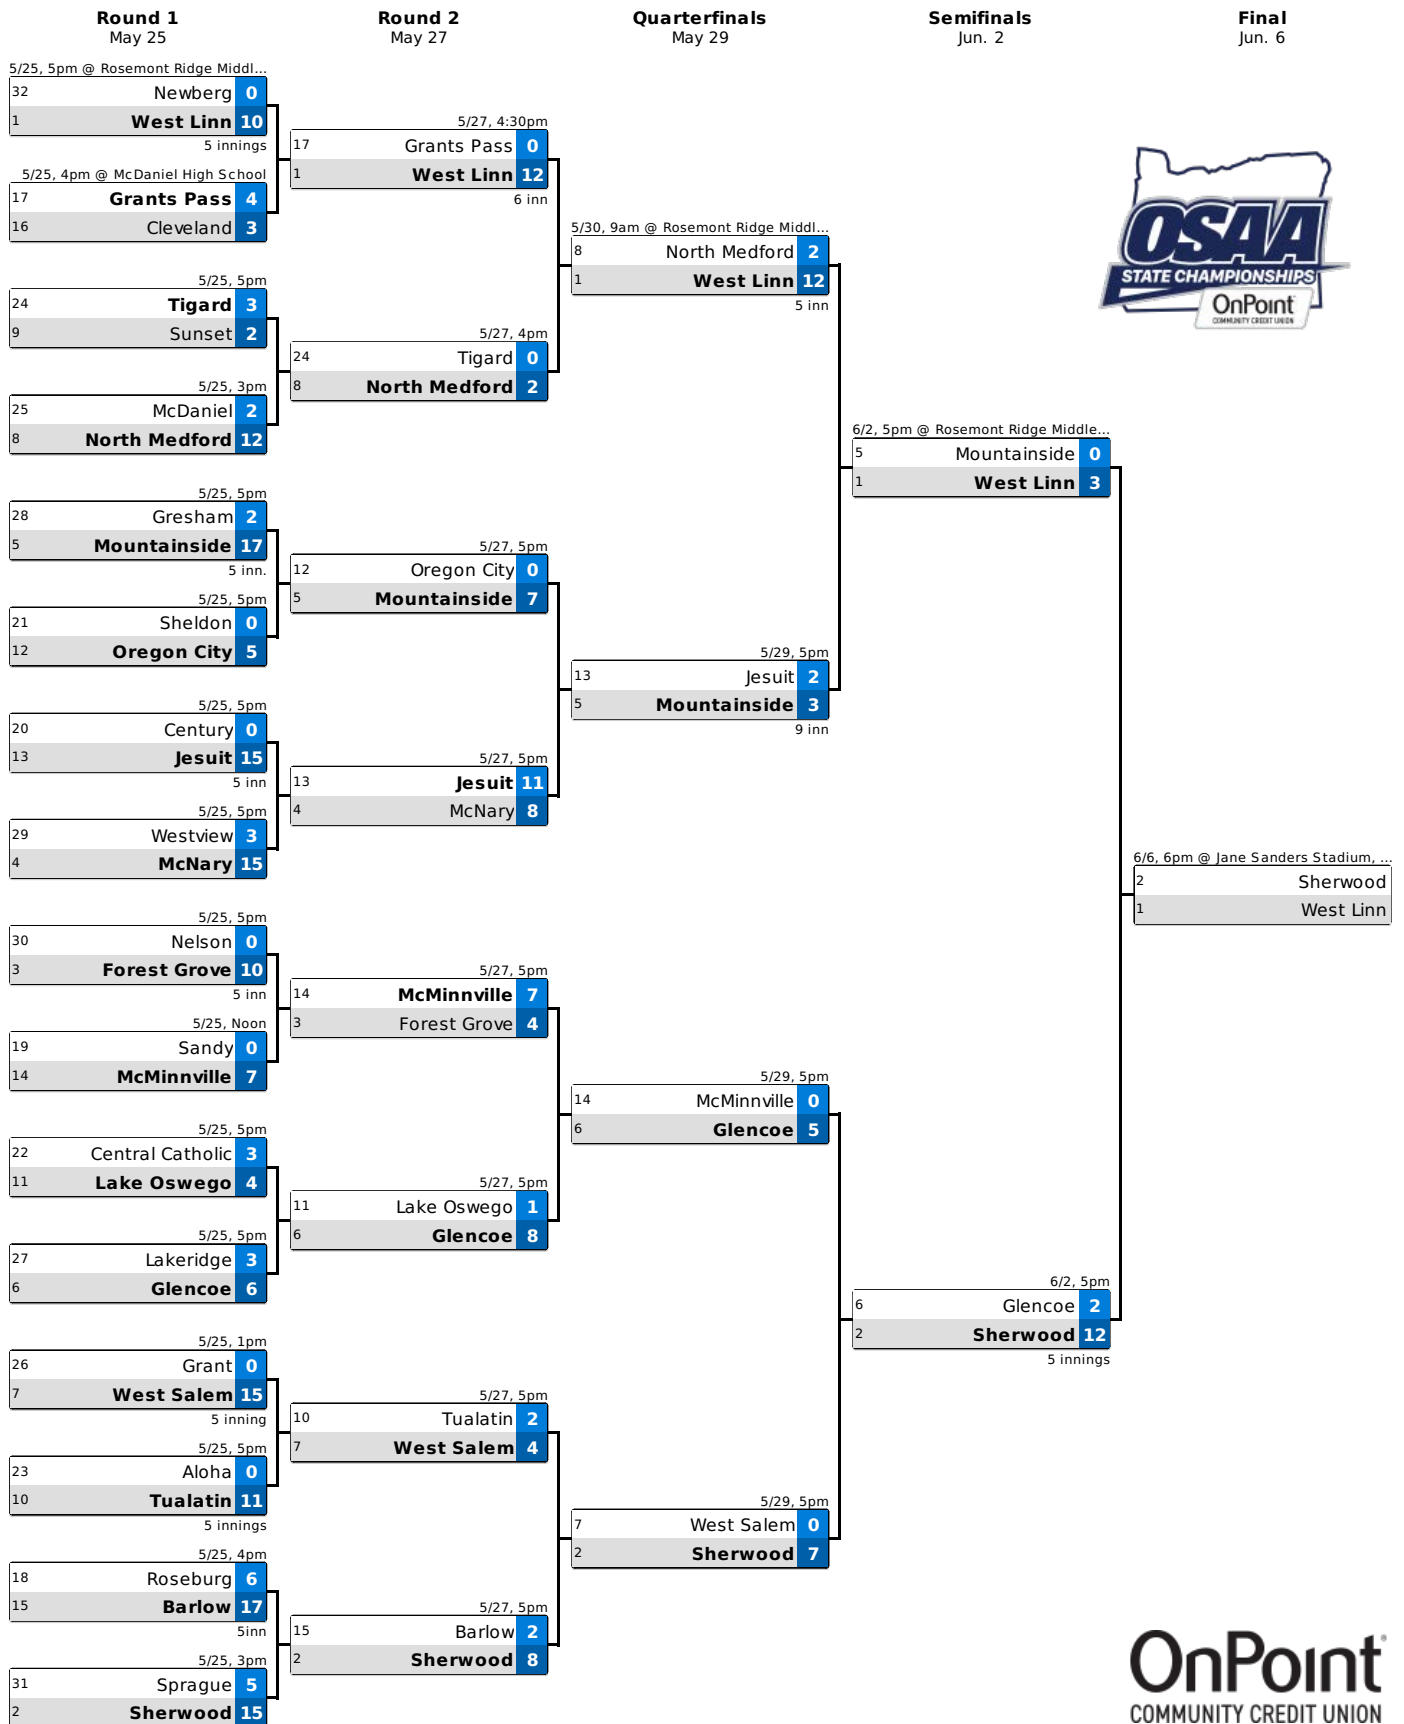 Round 1
May 25
Round 2
May 27
Quarterfinals
May 29
Semifinals
Jun. 2
Final
Jun. 6
5/25, 5pm @ Rosemont Ridge Middl...
32 Newberg 0
1 West Linn 10
5 innings
5/25, 4pm @ McDaniel High School
17 Grants Pass 4
16 Cleveland 3
5/25, 5pm
24 Tigard 3
9 Sunset 2
5/25, 3pm
25 McDaniel 2
8 North Medford 12
5/25, 5pm
28 Gresham 2
5 Mountainside 17
5 inn.
5/25, 5pm
21 Sheldon 0
12 Oregon City 5
5/25, 5pm
20 Century 0
13 Jesuit 15
5 inn
5/25, 5pm
29 Westview 3
4 McNary 15
5/25, 5pm
30 Nelson 0
3 Forest Grove 10
5 inn
5/25, Noon
19 Sandy 0
14 McMinnville 7
5/25, 5pm
22 Central Catholic 3
11 Lake Oswego 4
5/25, 5pm
27 Lakeridge 3
6 Glencoe 6
5/25, 1pm
26 Grant 0
7 West Salem 15
5 inning
5/25, 5pm
23 Aloha 0
10 Tualatin 11
5 innings
5/25, 4pm
18 Roseburg 6
15 Barlow 17
5inn
5/25, 3pm
31 Sprague 5
2 Sherwood 15
5/27, 4:30pm
17 Grants Pass 0
1 West Linn 12
6 inn
5/27, 4pm
24 Tigard 0
8 North Medford 2
5/27, 5pm
12 Oregon City 0
5 Mountainside 7
5/27, 5pm
13 Jesuit 11
4 McNary 8
5/27, 5pm
14 McMinnville 7
3 Forest Grove 4
5/27, 5pm
11 Lake Oswego 1
6 Glencoe 8
5/27, 5pm
10 Tualatin 2
7 West Salem 4
5/27, 5pm
15 Barlow 2
2 Sherwood 8
5/30, 9am @ Rosemont Ridge Middl...
8 North Medford 2
1 West Linn 12
5 inn
5/29, 5pm
13 Jesuit 2
5 Mountainside 3
9 inn
5/29, 5pm
14 McMinnville 0
6 Glencoe 5
5/29, 5pm
7 West Salem 0
2 Sherwood 7
6/2, 5pm @ Rosemont Ridge Middle...
5 Mountainside 0
1 West Linn 3
6/2, 5pm
6 Glencoe 2
2 Sherwood 12
5 innings
6/6, 6pm @ Jane Sanders Stadium, ...
2 Sherwood
1 West Linn
OSAA
STATE CHAMPIONSHIPS
OnPoint
COMMUNITY CREDIT UNION
OnPoint
COMMUNITY CREDIT UNION